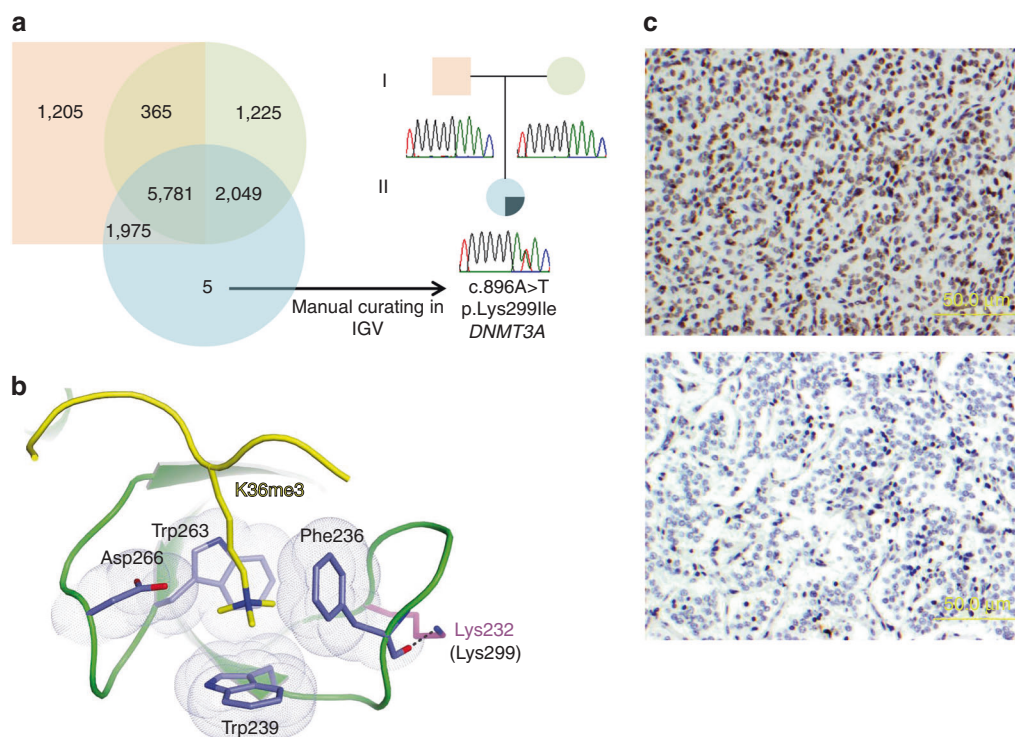 a
1,205
365
1,225
5,781
2,049
1,975
5
Manual curating in
IGV
I
II
c.896A>T
p.Lys299Ile
DNMT3A
b
K36me3
Trp263
Phe236
Asp266
Lys232
(Lys299)
Trp239
c
50.0 µm
50.0 µm